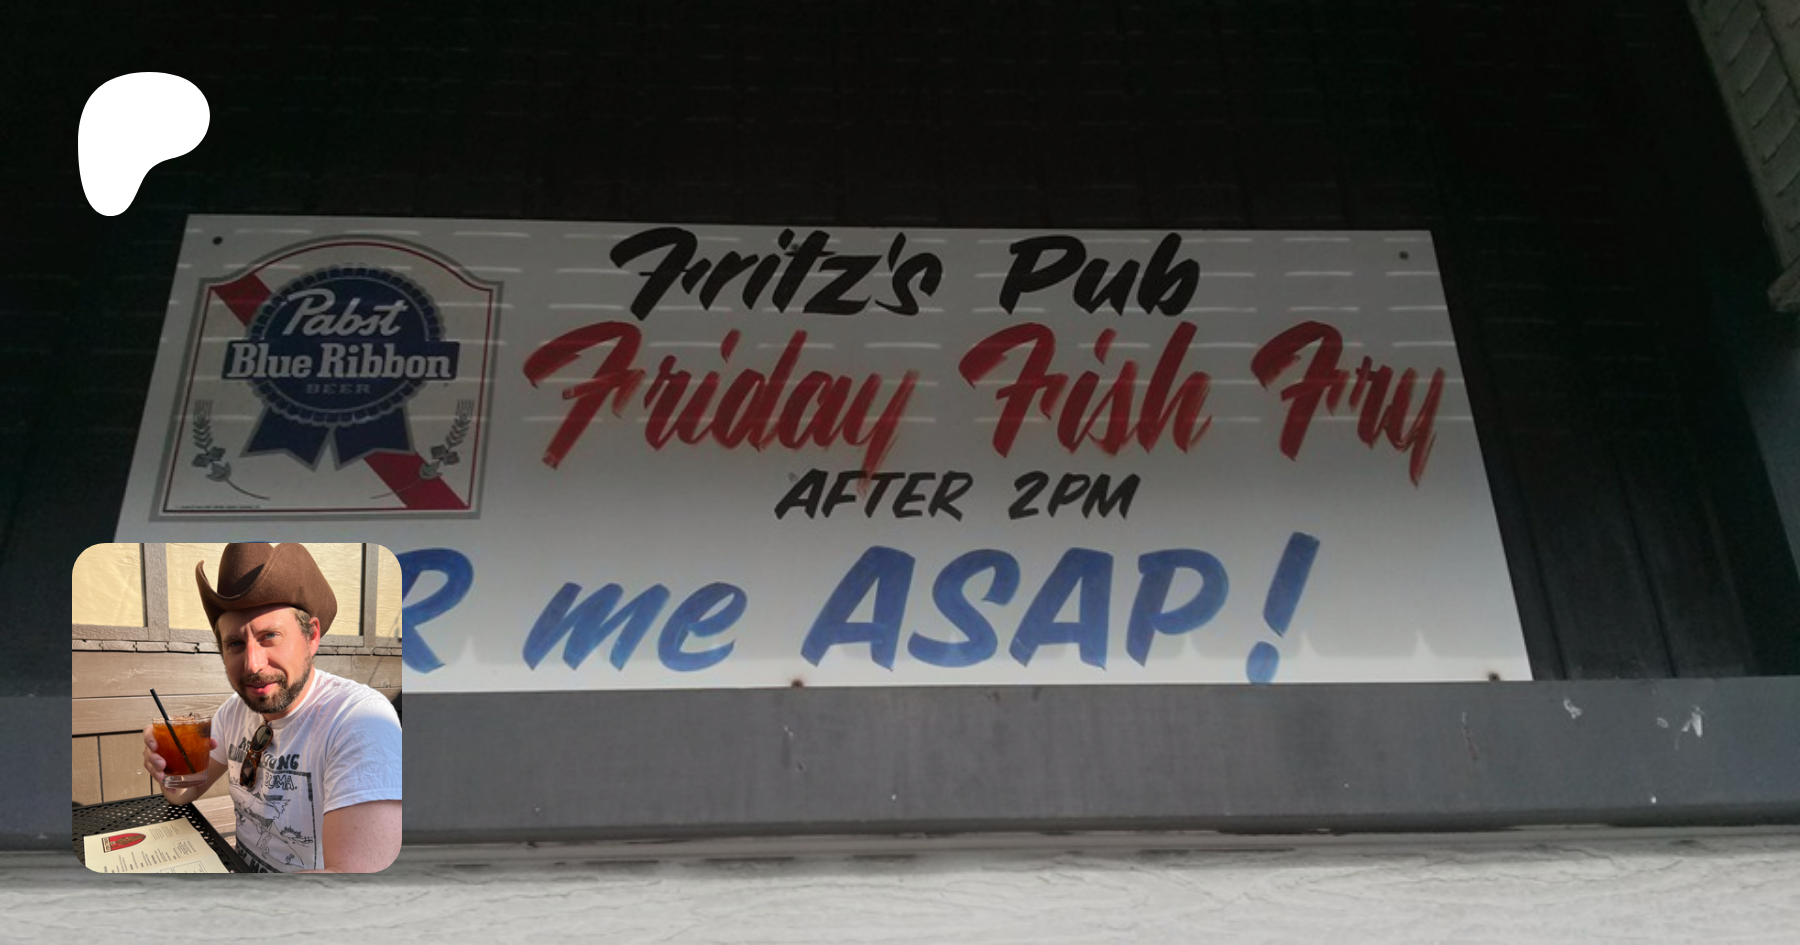 Fritz's Pub
Pabst
Blue Ribbon
BEER
Friday Fish Fry
AFTER 2PM
R me ASAP!